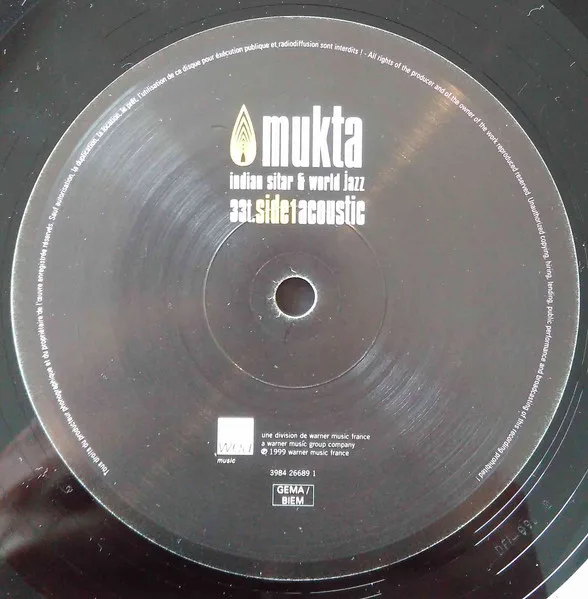 mukta
indian sitar & world jazz
33t.side1acoustic
music
une division de warner music france
a warner music group company
℗ 1999 warner music france
3984 26689 1
GEMA/
BIEM
Tous droits du producteur phonographique et du propriétaire de l'œuvre enregistrée réservés. Sauf autorisation, la duplication, la location, le prêt, l'utilisation de ce disque pour exécution publique et radiodiffusion sont interdits ! - All rights of the producer and of the owner of the work reproduced reserved. Unauthorized copying, hiring, lending, public performance and broadcasting of this recording prohibited !